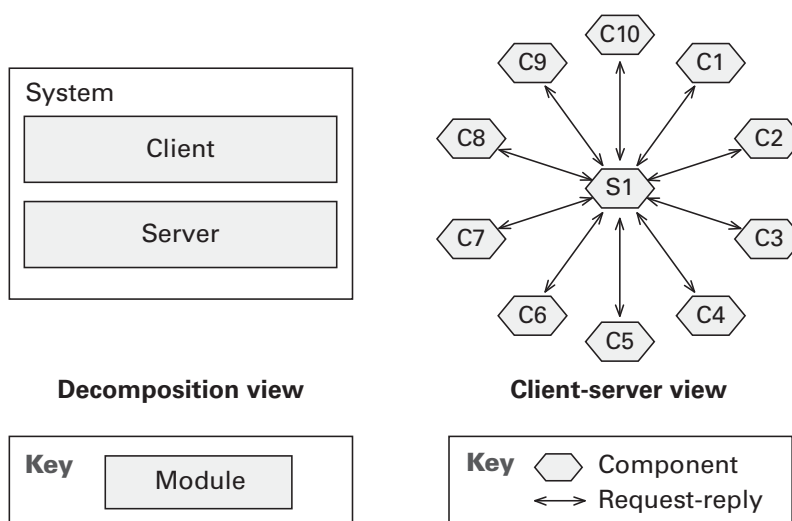 System
Client
Server
Decomposition view
Key
Module
C10
C9
C1
C8
C2
S1
C7
C3
C6
C4
C5
Client-server view
Key
Component
Request-reply